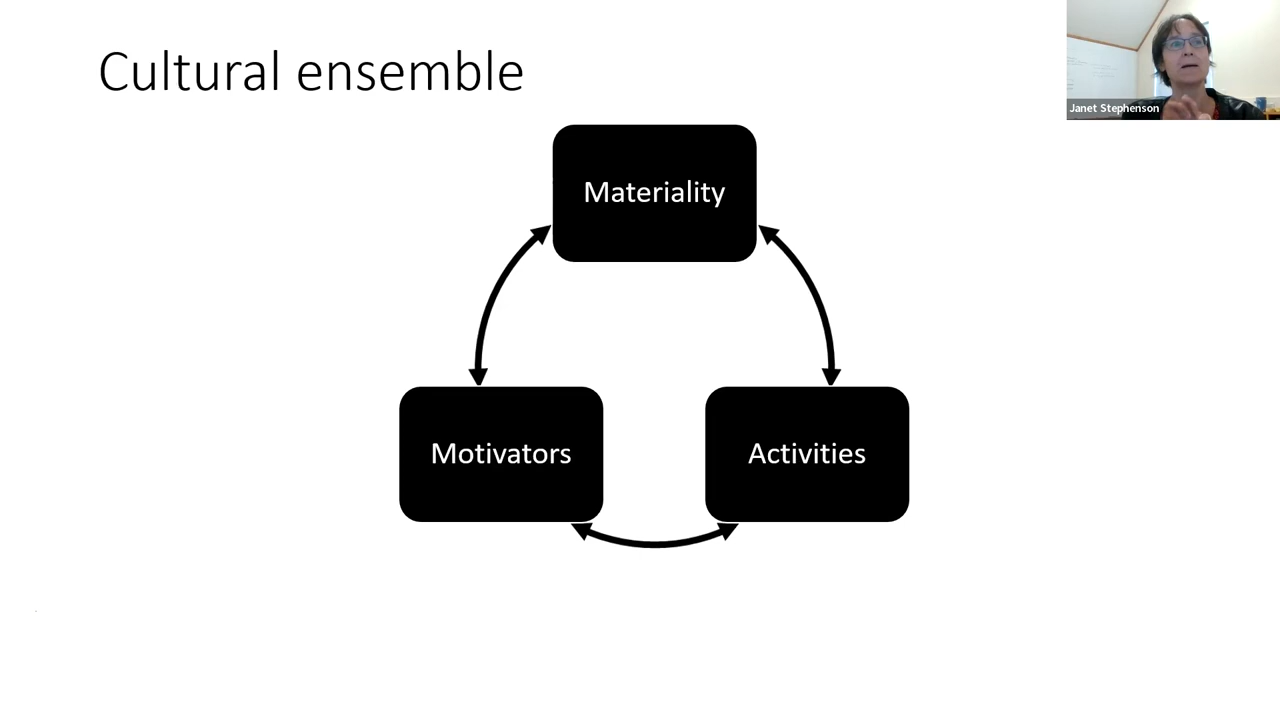 Cultural ensemble
Janet Stephenson
Materiality
Motivators
Activities